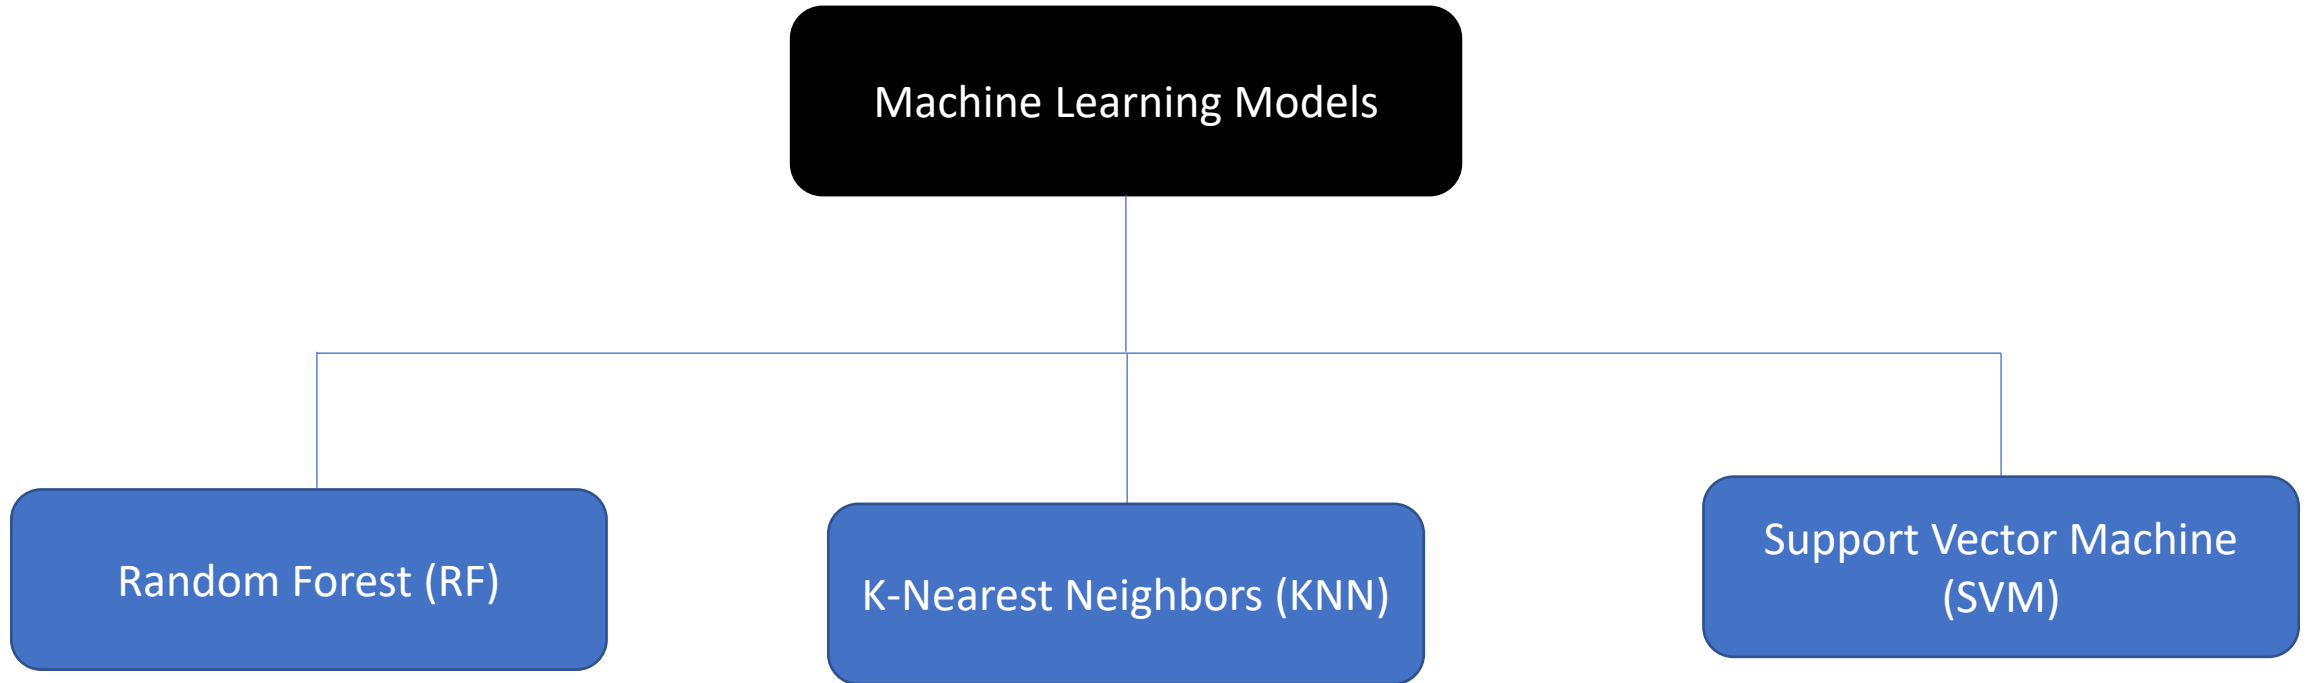 Machine Learning Models
Random Forest (RF)
K-Nearest Neighbors (KNN)
Support Vector Machine
(SVM)